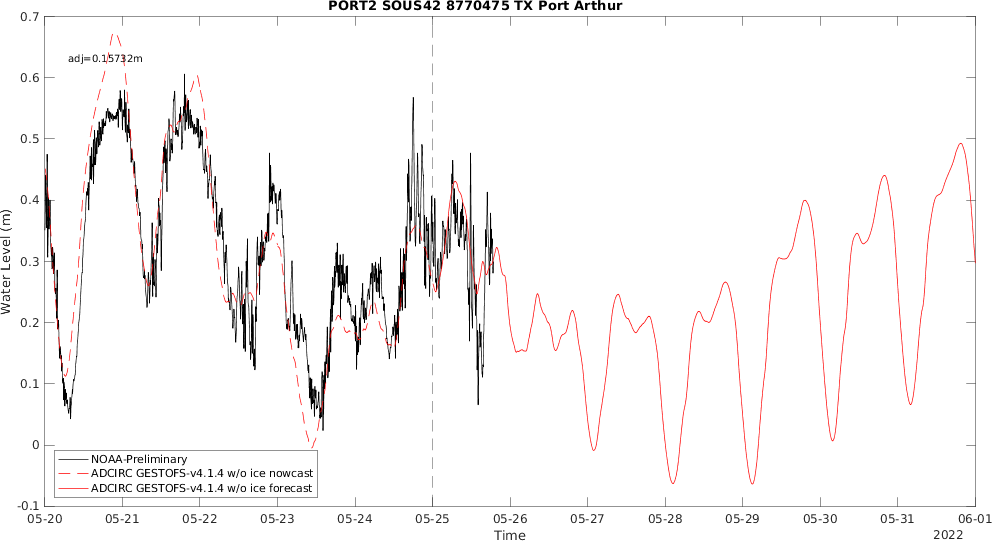 PORT2 SOUS42 8770475 TX Port Arthur
0.7
adj=0.15732m
0.6
0.5
0.4
0.3
0.2
0.1
0
-0.1
Water Level (m)
NOAA-Preliminary
ADCIRC GESTOFS-v4.1.4 w/o ice nowcast
ADCIRC GESTOFS-v4.1.4 w/o ice forecast
05-20 05-21 05-22 05-23 05-24 05-25 05-26 05-27 05-28 05-29 05-30 05-31 06-01
Time
2022